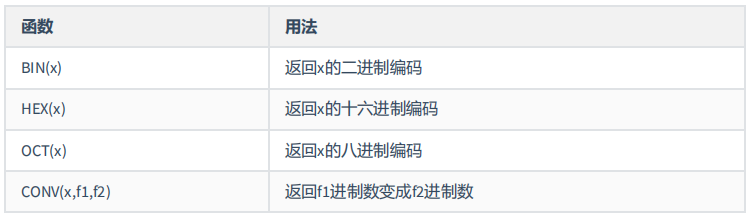 函数 用法
BIN(x) 返回x的二进制编码
HEX(x) 返回x的十六进制编码
OCT(x) 返回x的八进制编码
CONV(x,f1,f2) 返回f1进制数变成f2进制数